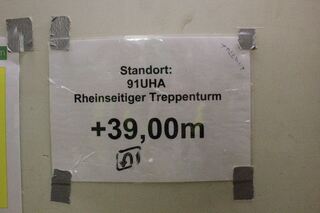 Standort:
91UHA
Rheinseitiger Treppenturm
+39,00m